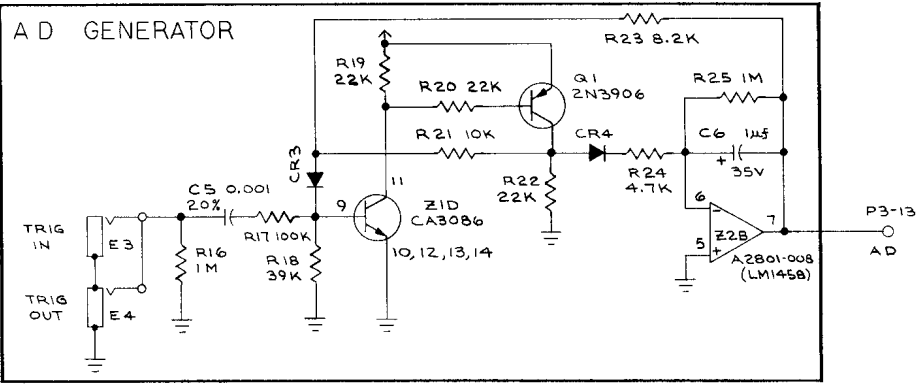 AD GENERATOR
R23 8.2K
R19
22K
R20 22K
Q1
2N3906
R25 1M
R21 10K
CR4
C6 1µf
+
35V
CR3
R24
4.7K
C5 0.001
20%
R22
22K
11
9
Z1D
CA3086
6
-
7
P3-13
TRIG
IN
E3
R17 100K
Z2B
R16
1M
R18
39K
10,12,13,14
5
+
A2801-008
(LM1458)
AD
TRIG
OUT
E4